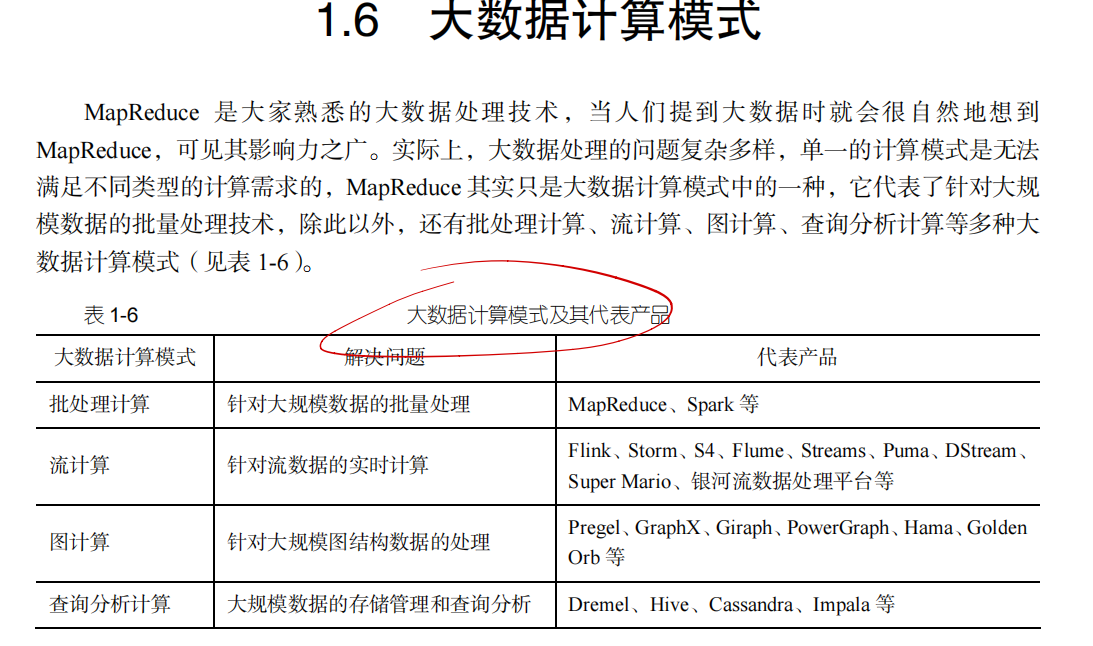 1.6 大数据计算模式
MapReduce 是大家熟悉的大数据处理技术，当人们提到大数据时就会很自然地想到
MapReduce，可见其影响力之广。实际上，大数据处理的问题复杂多样，单一的计算模式是无法
满足不同类型的计算需求的，MapReduce 其实只是大数据计算模式中的一种，它代表了针对大规
模数据的批量处理技术，除此以外，还有批处理计算、流计算、图计算、查询分析计算等多种大
数据计算模式（见表 1-6）。
表 1-6 大数据计算模式及其代表产品
大数据计算模式 解决问题 代表产品
批处理计算 针对大规模数据的批量处理 MapReduce、Spark 等
流计算 针对流数据的实时计算 Flink、Storm、S4、Flume、Streams、Puma、DStream、
Super Mario、银河流数据处理平台等
图计算 针对大规模图结构数据的处理 Pregel、GraphX、Giraph、PowerGraph、Hama、Golden
Orb 等
查询分析计算 大规模数据的存储管理和查询分析 Dremel、Hive、Cassandra、Impala 等